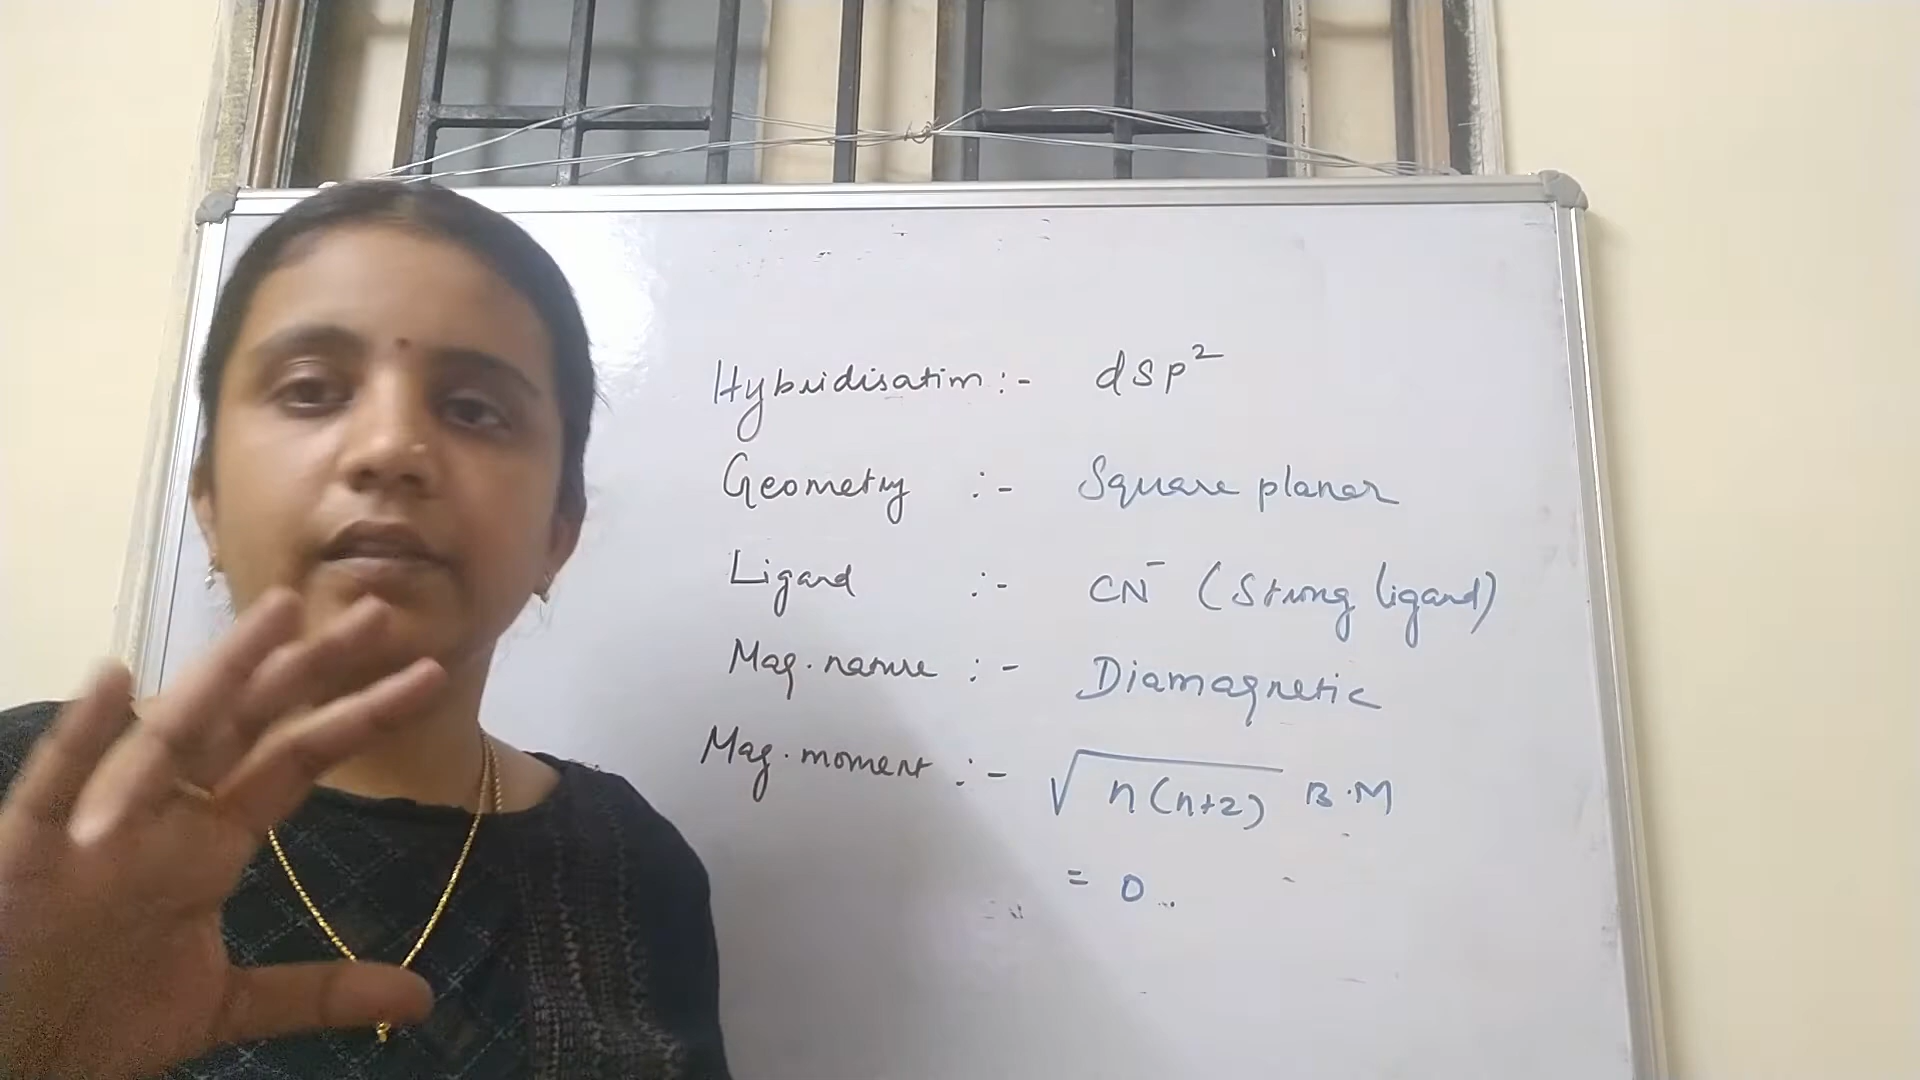 Hybridisation :- dsp²
Geometry :- Square planar
Ligand :- CN⁻ (Strong ligand)
Mag. nature :- Diamagnetic
Mag. moment :- √n(n+2) B.M
= 0